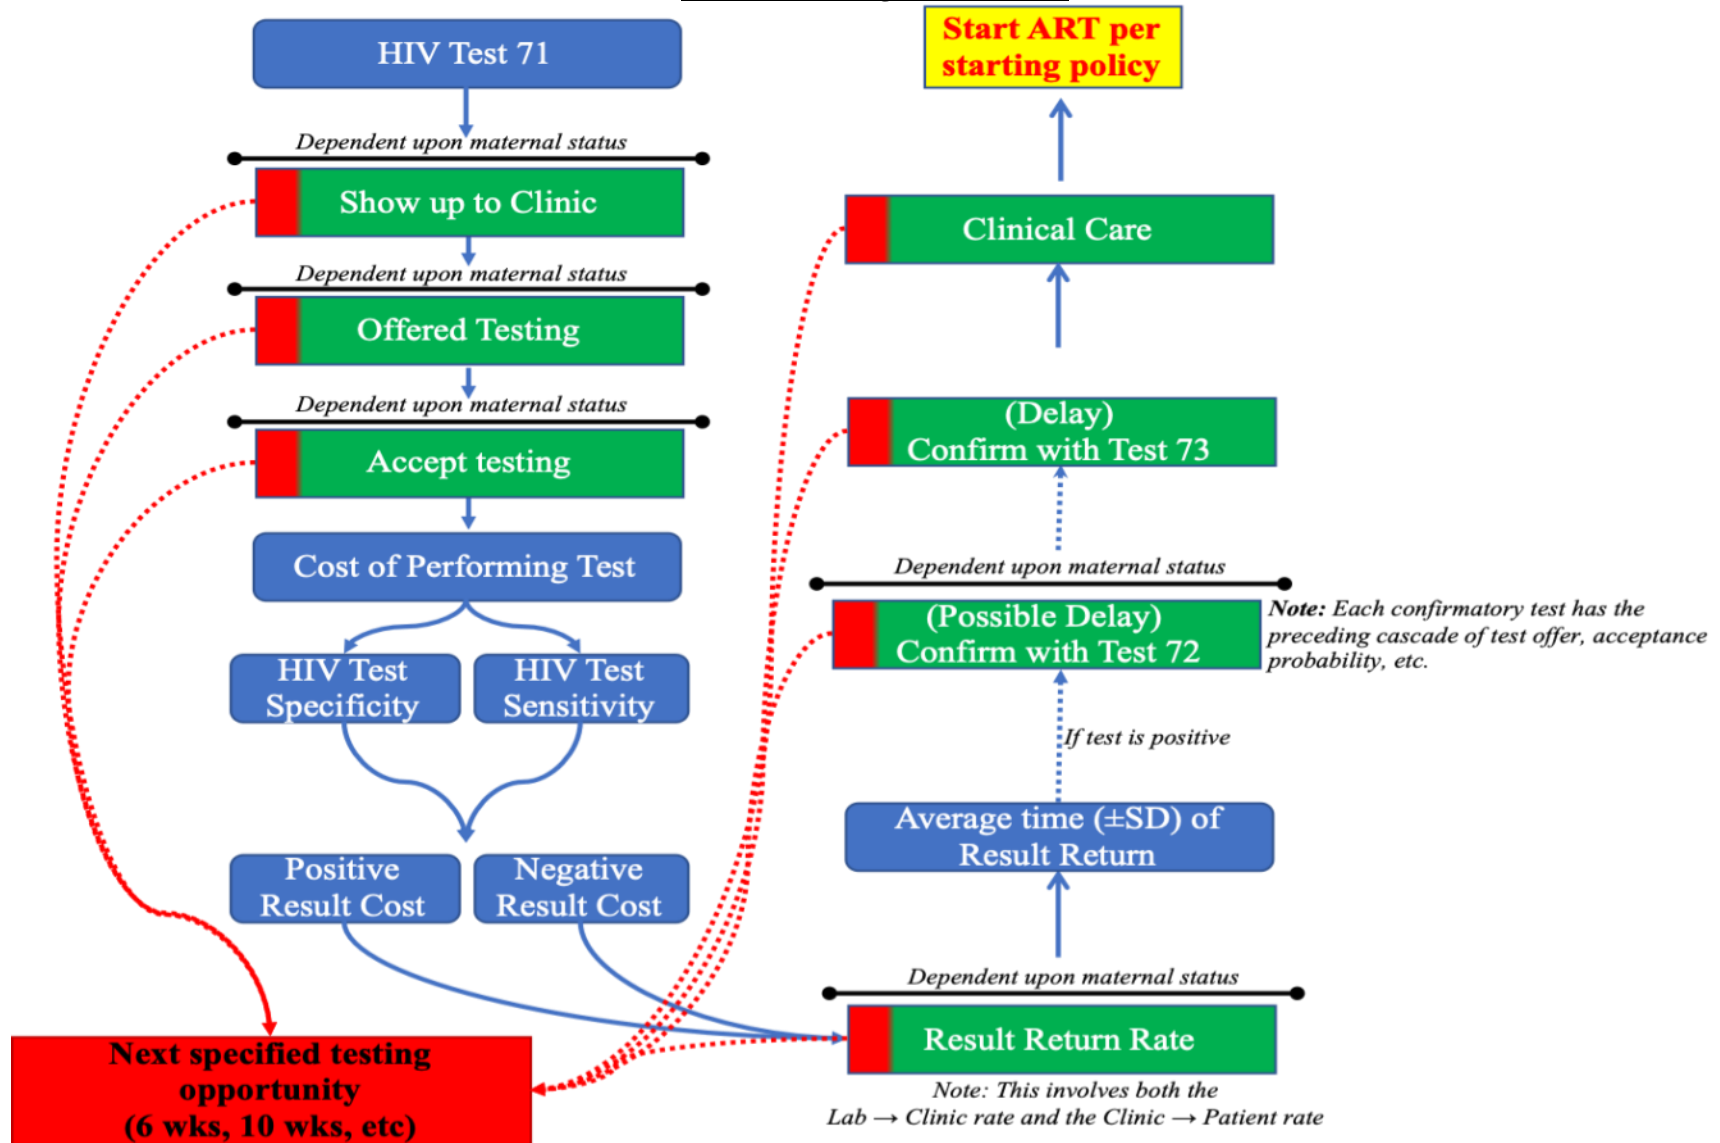 HIV Test 71
Dependent upon maternal status
Show up to Clinic
Dependent upon maternal status
Offered Testing
Dependent upon maternal status
Accept testing
Cost of Performing Test
HIV Test
Specificity
HIV Test
Sensitivity
Positive
Result Cost
Negative
Result Cost
Next specified testing
opportunity
(6 wks, 10 wks, etc)
Start ART per
starting policy
Clinical Care
(Delay)
Confirm with Test 73
Dependent upon maternal status
(Possible Delay)
Confirm with Test 72
Note: Each confirmatory test has the
preceding cascade of test offer, acceptance
probability, etc.
If test is positive
Average time (±SD) of
Result Return
Dependent upon maternal status
Result Return Rate
Note: This involves both the
Lab → Clinic rate and the Clinic → Patient rate